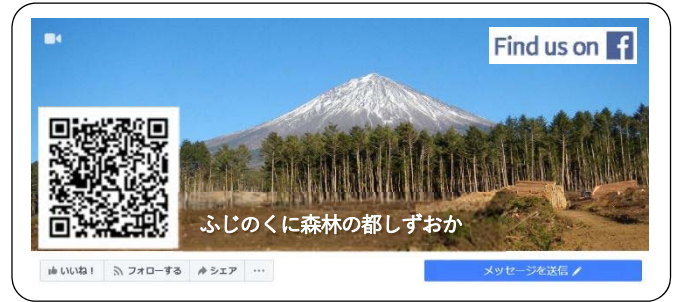 Find us on f
ふじのくに森林の都しずおか
いいね！ フォローする シェア …
メッセージを送信